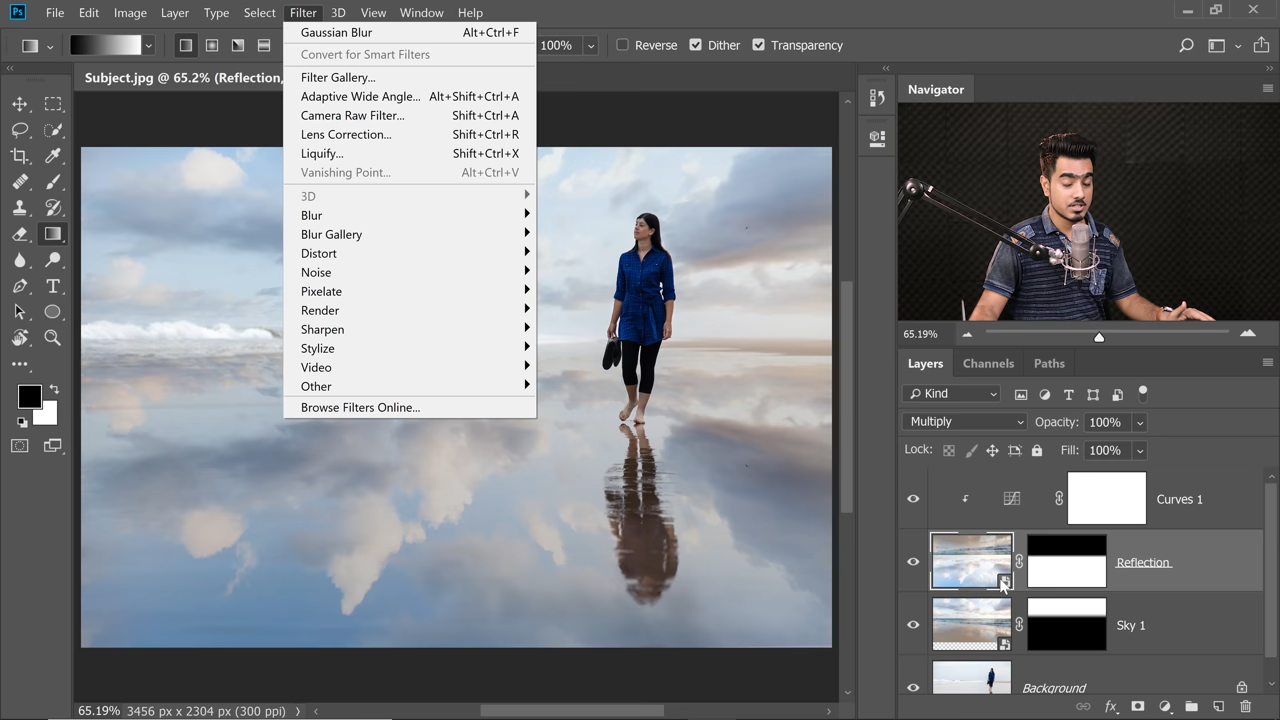 Ps File Edit Image Layer Type Select Filter 3D View Window Help
100% Reverse Dither Transparency
Subject.jpg @ 65.2% (Reflection,
Gaussian Blur Alt+Ctrl+F
Convert for Smart Filters
Filter Gallery...
Adaptive Wide Angle... Alt+Shift+Ctrl+A
Camera Raw Filter... Shift+Ctrl+A
Lens Correction... Shift+Ctrl+R
Liquify... Shift+Ctrl+X
Vanishing Point... Alt+Ctrl+V
3D
Blur
Blur Gallery
Distort
Noise
Pixelate
Render
Sharpen
Stylize
Video
Other
Browse Filters Online...
Navigator
65.19%
Layers Channels Paths
Kind
Multiply Opacity: 100%
Lock: Fill: 100%
Curves 1
Reflection
Sky 1
Background
fx
65.19% 3456 px x 2304 px (300 ppi)